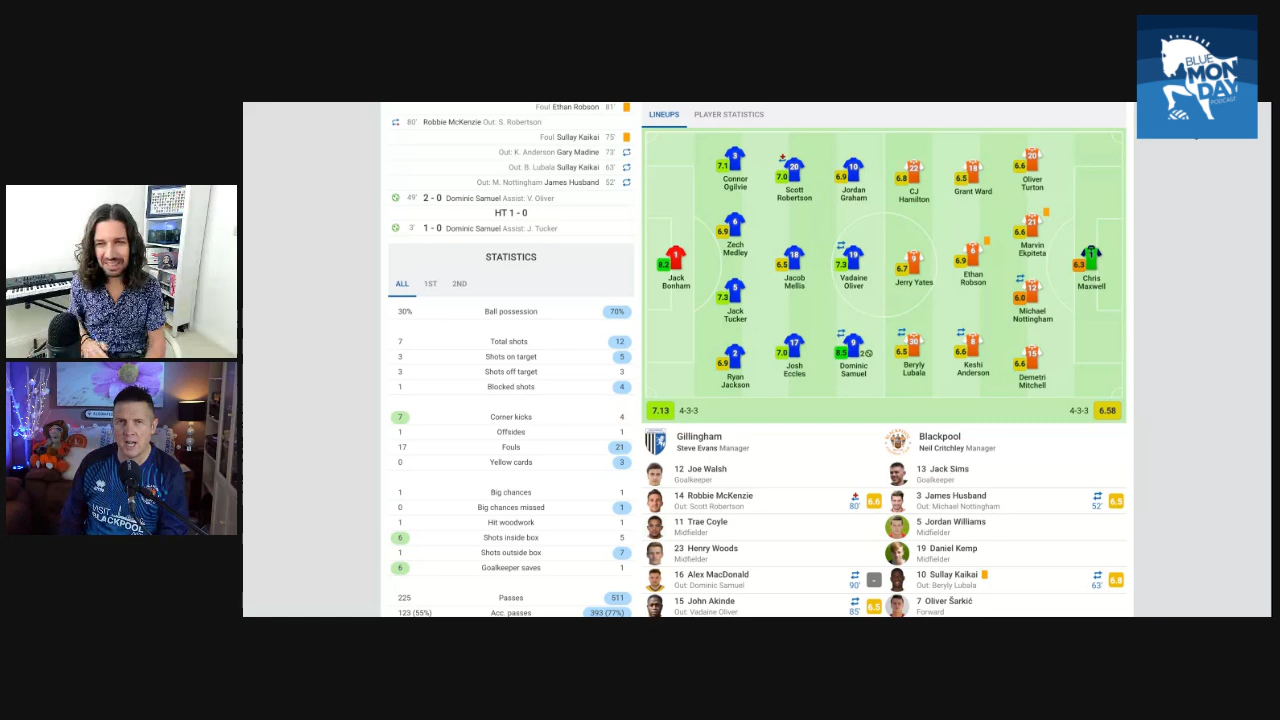 BLUE
MON
DAY
PODCAST
Foul Ethan Robson 81'
80' Robbie McKenzie Out: S. Robertson
Foul Sullay Kaikai 75'
Out: K. Anderson Gary Madine 73'
Out: B. Lubala Sullay Kaikai 63'
Out: M. Nottingham James Husband 52'
49' 2 - 0 Dominic Samuel Assist: V. Oliver
HT 1 - 0
3' 1 - 0 Dominic Samuel Assist: J. Tucker
STATISTICS
ALL 1ST 2ND
30% Ball possession 70%
7 Total shots 12
3 Shots on target 5
3 Shots off target 3
1 Blocked shots 4
7 Corner kicks 4
1 Offsides 1
17 Fouls 21
0 Yellow cards 3
1 Big chances 1
0 Big chances missed 1
1 Hit woodwork 1
6 Shots inside box 5
1 Shots outside box 7
6 Goalkeeper saves 1
225 Passes 511
123 (55%) Acc. passes 393 (77%)
LINEUPS PLAYER STATISTICS
1 8.2 Jack Bonham
3 7.1 Connor Ogilvie
6 6.9 Zech Medley
5 7.3 Jack Tucker
2 6.9 Ryan Jackson
20 7.0 Scott Robertson
18 6.5 Jacob Mellis
17 7.0 Josh Eccles
10 6.9 Jordan Graham
19 7.3 Vadaine Oliver
9 8.5 2 Dominic Samuel
22 6.8 CJ Hamilton
9 6.7 Jerry Yates
30 6.5 Beryly Lubala
18 6.5 Grant Ward
6 6.9 Ethan Robson
8 6.6 Keshi Anderson
20 6.6 Oliver Turton
21 6.6 Marvin Ekpiteta
12 6.0 Michael Nottingham
15 6.6 Demetri Mitchell
1 6.3 Chris Maxwell
7.13 4-3-3 4-3-3 6.58
Gillingham
Steve Evans Manager
12 Joe Walsh
Goalkeeper
14 Robbie McKenzie
Out: Scott Robertson 80' 6.6
11 Trae Coyle
Midfielder
23 Henry Woods
Midfielder
16 Alex MacDonald
Out: Dominic Samuel 90' -
15 John Akinde
Out: Vadaine Oliver 85' 6.5
Blackpool
Neil Critchley Manager
13 Jack Sims
Goalkeeper
3 James Husband
Out: Michael Nottingham 52' 6.5
5 Jordan Williams
Midfielder
19 Daniel Kemp
Midfielder
10 Sullay Kaikai
Out: Beryly Lubala 63' 6.8
7 Oliver Šarkić
Forward
VISIT
BLACKPOOL